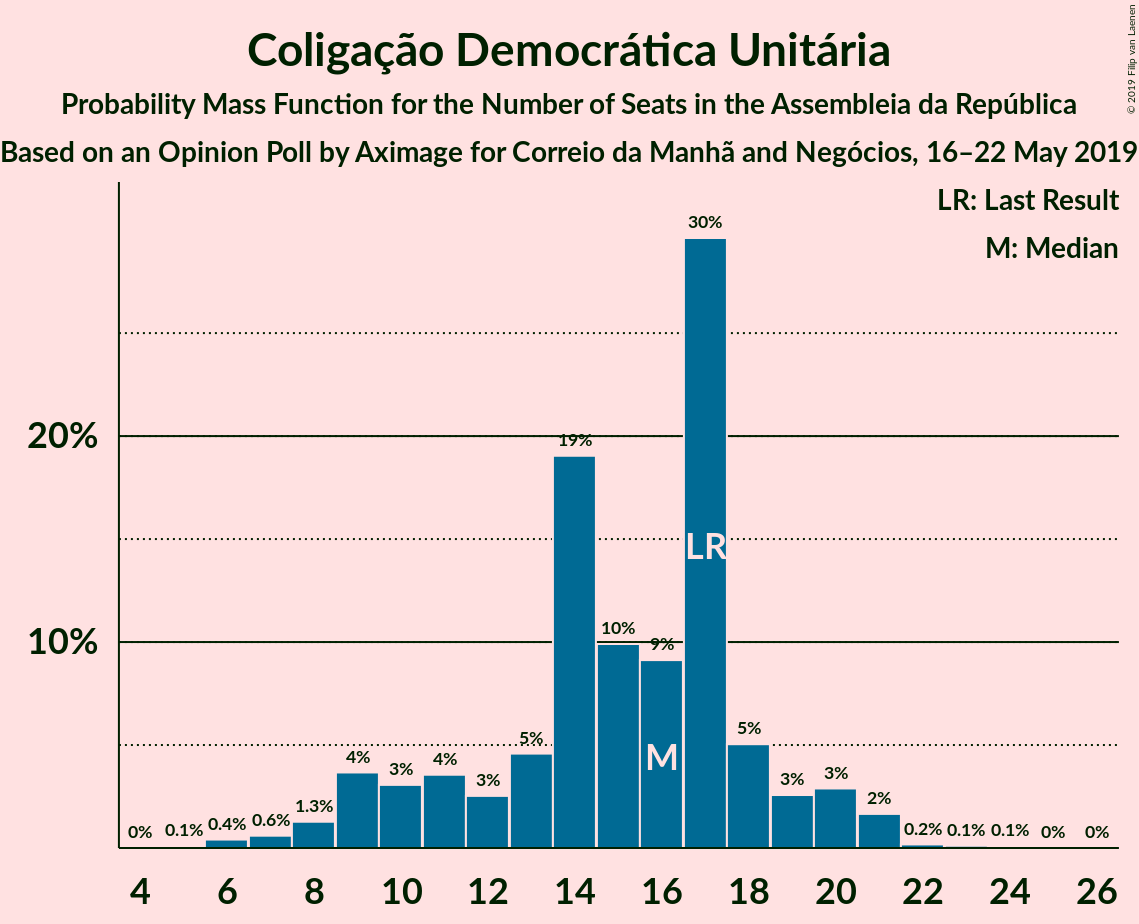 Coligação Democrática Unitária
Probability Mass Function for the Number of Seats in the Assembleia da República
Based on an Opinion Poll by Aximage for Correio da Manhã and Negócios, 16–22 May 2019
© 2019 Filip van Laenen
LR: Last Result
M: Median
30%
20%
19%
LR
10%
10%
9%
M
5%
5%
4%
3%
4%
3%
3%
3%
2%
1.3%
0%
0.1%
0.4%
0.6%
0.2%
0.1%
0.1%
0%
0%
4 6 8 10 12 14 16 18 20 22 24 26